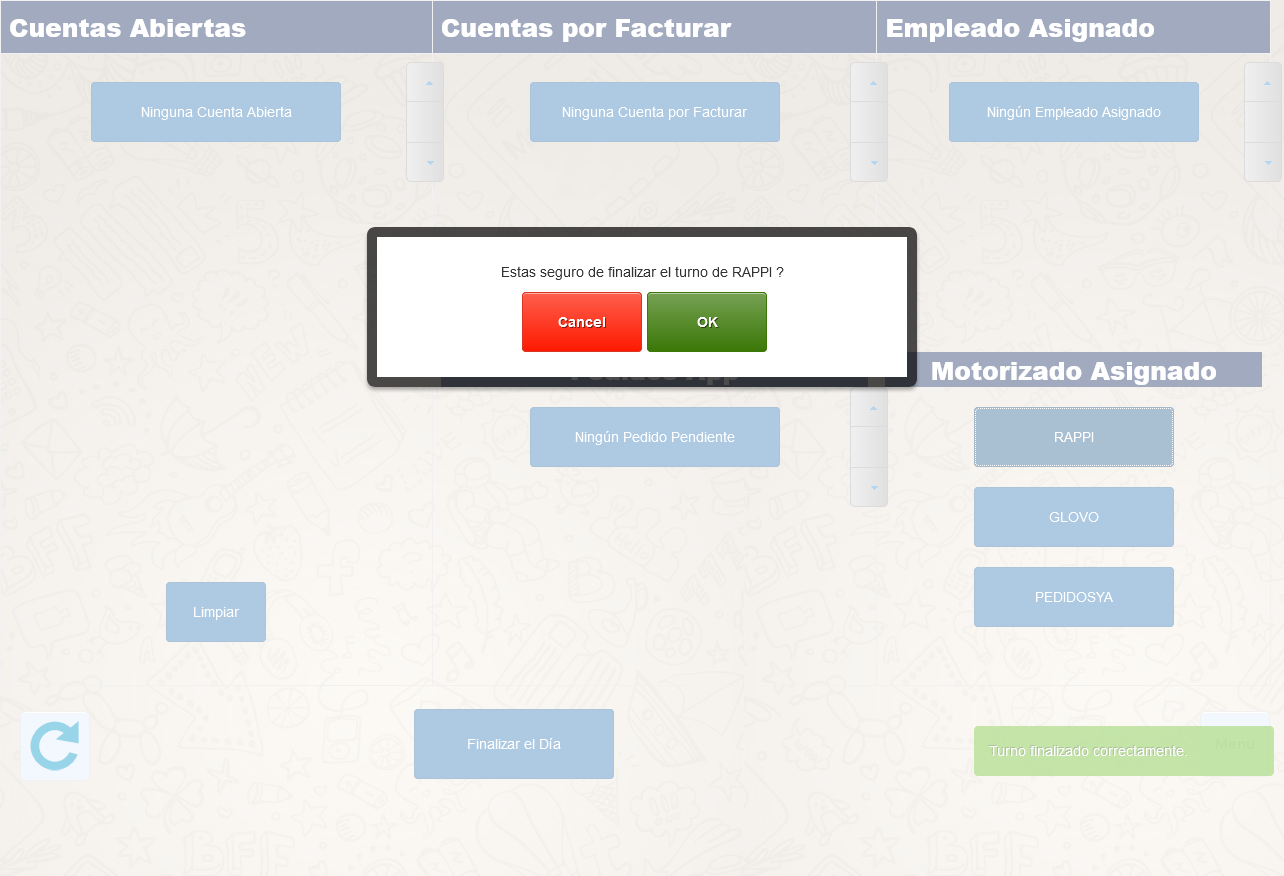 Cuentas Abiertas
Cuentas por Facturar
Empleado Asignado
Ninguna Cuenta Abierta
Ninguna Cuenta por Facturar
Ningún Empleado Asignado
Estas seguro de finalizar el turno de RAPPI ?
Cancel
OK
Pedidos App
Motorizado Asignado
Ningún Pedido Pendiente
RAPPI
GLOVO
PEDIDOSYA
Limpiar
Finalizar el Día
Menu
Turno finalizado correctamente.